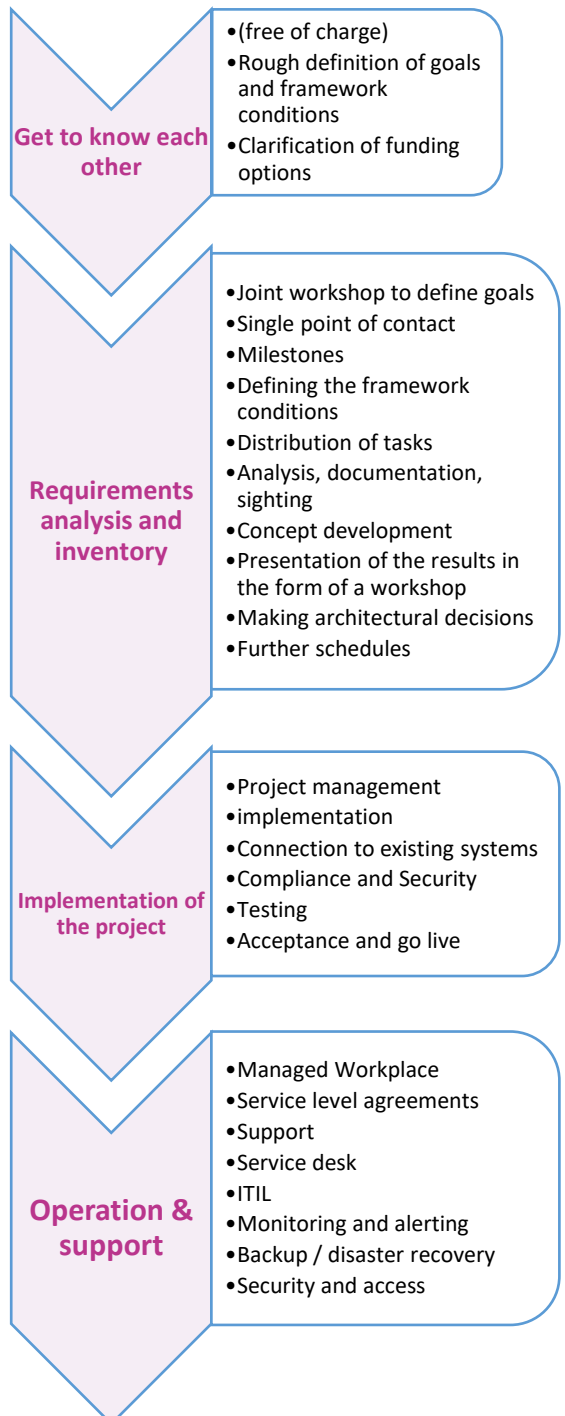 Get to know each
other
•(free of charge)
•Rough definition of goals
and framework
conditions
•Clarification of funding
options
Requirements
analysis and
inventory
•Joint workshop to define goals
•Single point of contact
•Milestones
•Defining the framework
conditions
•Distribution of tasks
•Analysis, documentation,
sighting
•Concept development
•Presentation of the results in
the form of a workshop
•Making architectural decisions
•Further schedules
Implementation of
the project
•Project management
•implementation
•Connection to existing systems
•Compliance and Security
•Testing
•Acceptance and go live
Operation &
support
•Managed Workplace
•Service level agreements
•Support
•Service desk
•ITIL
•Monitoring and alerting
•Backup / disaster recovery
•Security and access